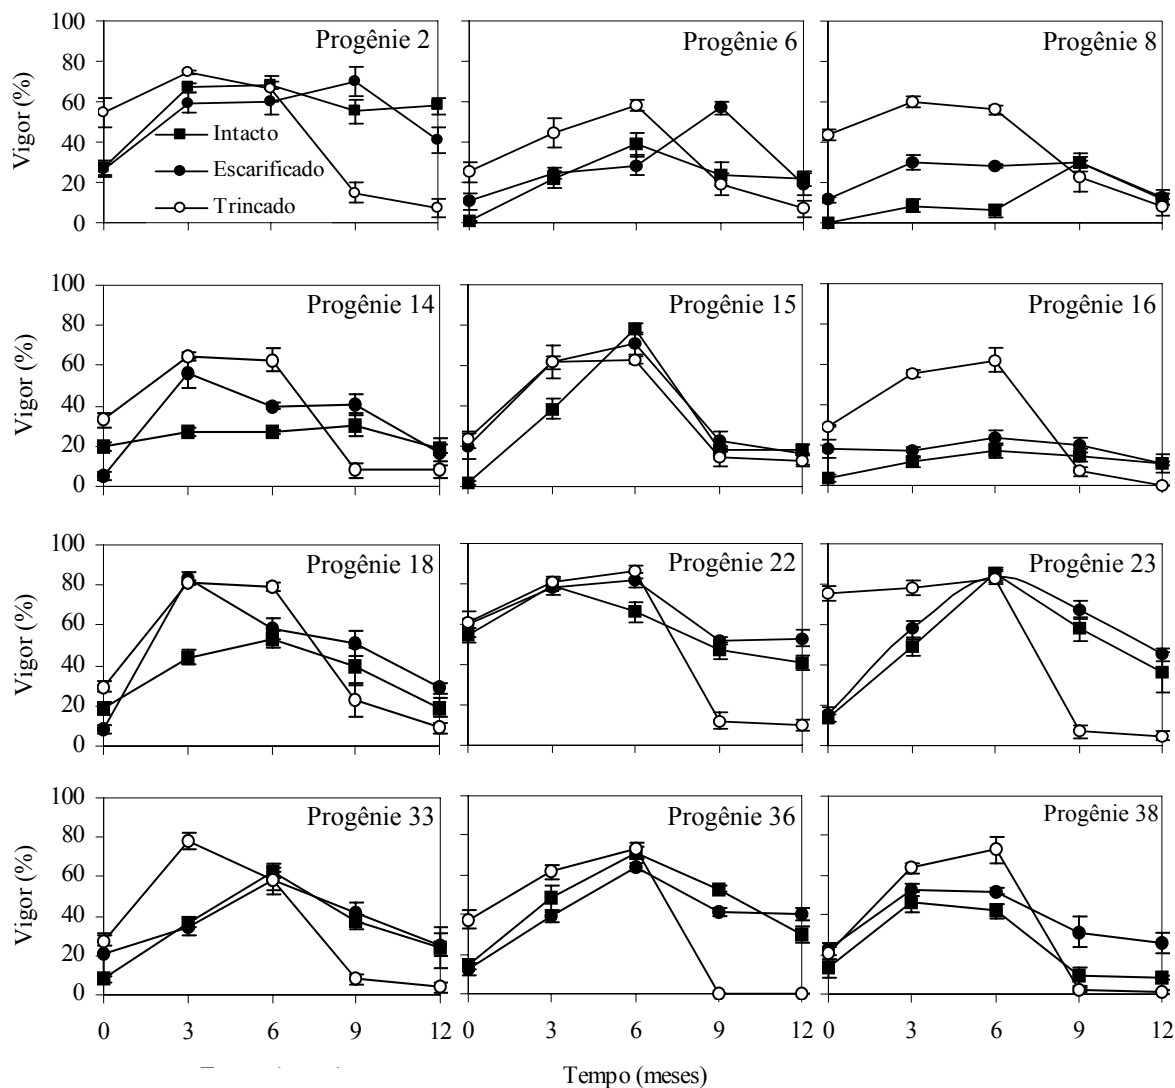 100
80
60
40
20
0
Vigor (%)
Progênie 2
Intacto
Escarificado
Trincado
Progênie 6
Progênie 8
100
80
60
40
20
0
Vigor (%)
Progênie 14
Progênie 15
Progênie 16
100
80
60
40
20
0
Vigor (%)
Progênie 18
Progênie 22
Progênie 23
100
80
60
40
20
0
Vigor (%)
Progênie 33
Progênie 36
Progênie 38
0 3 6 9 12
0 3 6 9 12
0 3 6 9 12
Tempo (meses)